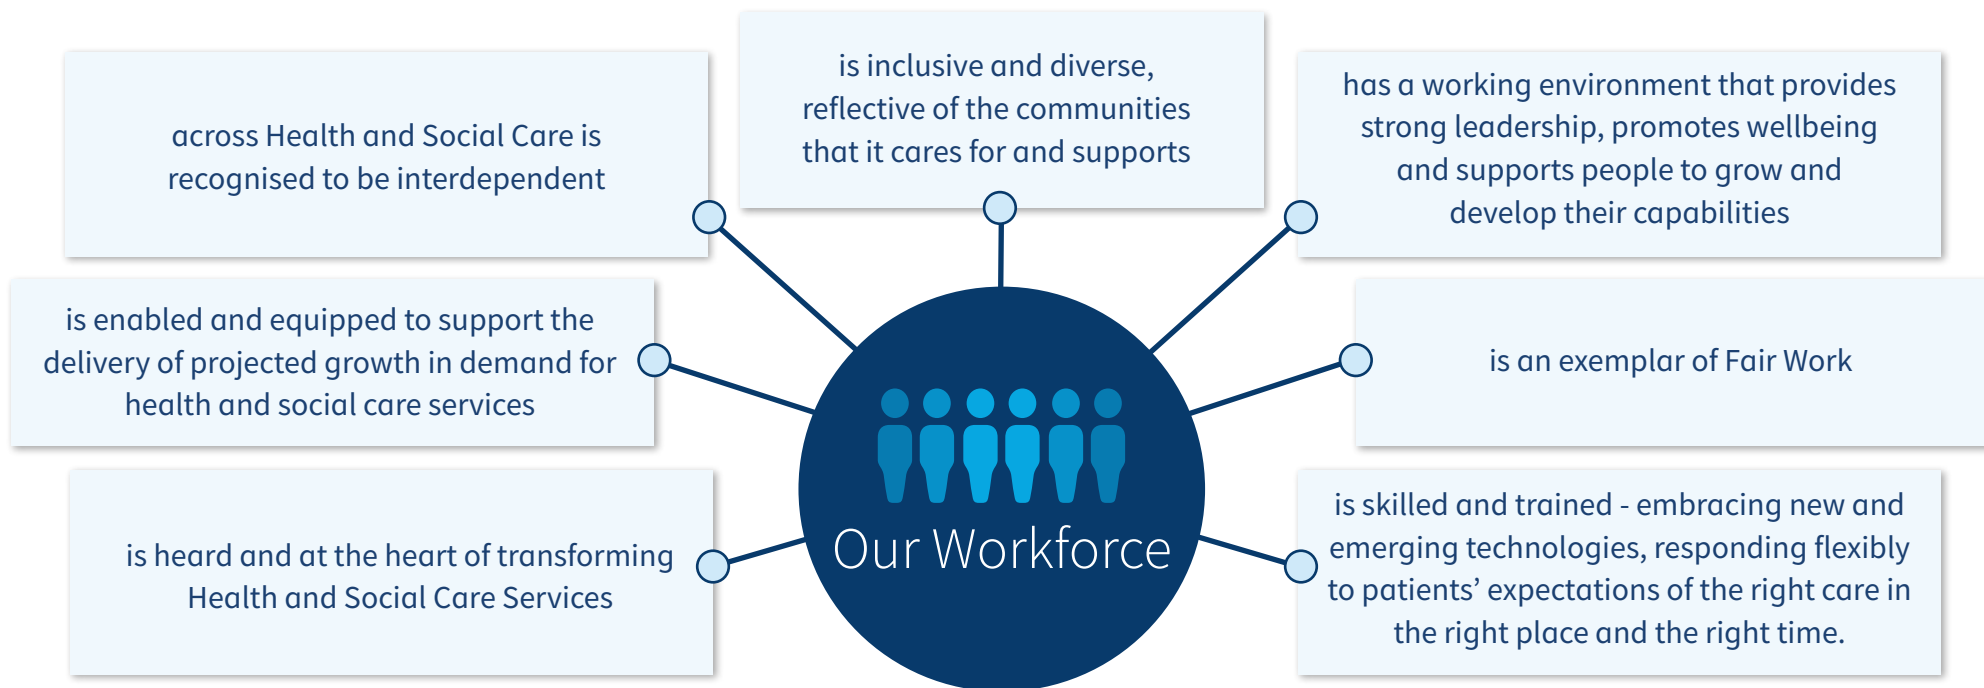 across Health and Social Care is
recognised to be interdependent
is inclusive and diverse,
reflective of the communities
that it cares for and supports
has a working environment that provides
strong leadership, promotes wellbeing
and supports people to grow and
develop their capabilities
is enabled and equipped to support the
delivery of projected growth in demand for
health and social care services
is an exemplar of Fair Work
is heard and at the heart of transforming
Health and Social Care Services
Our Workforce
is skilled and trained - embracing new and
emerging technologies, responding flexibly
to patients’ expectations of the right care in
the right place and the right time.